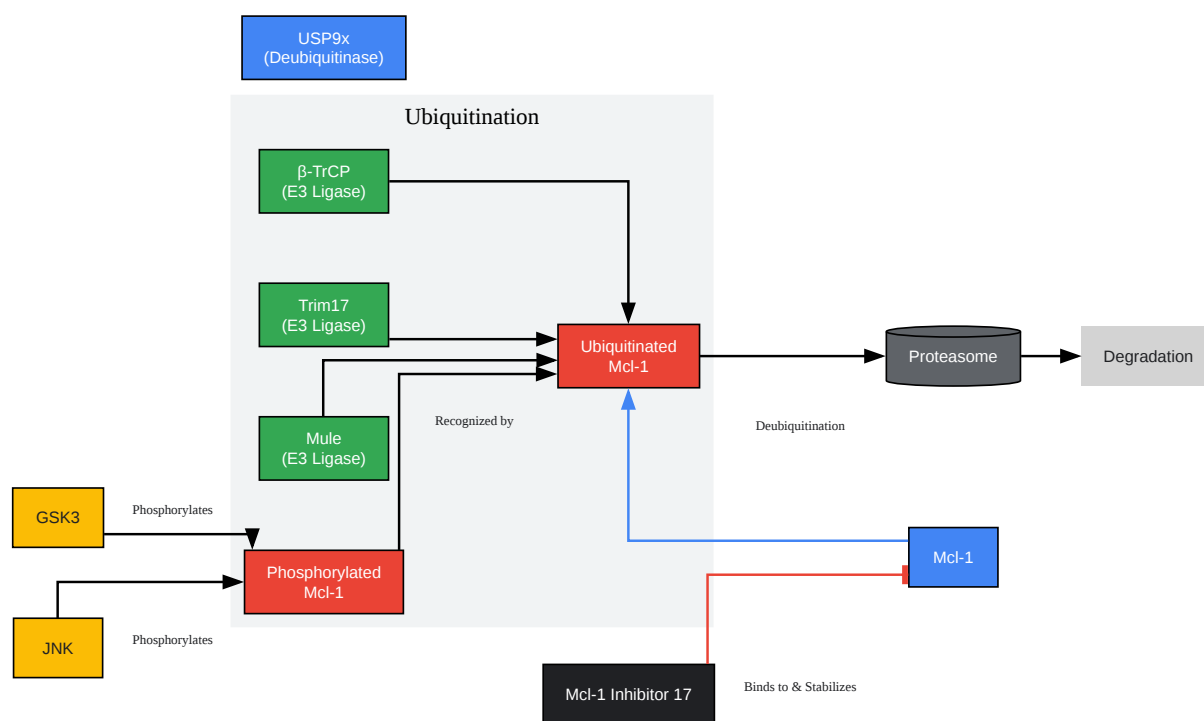 USP9x
(Deubiquitinase)
Ubiquitination
β-TrCP
(E3 Ligase)
Trim17
(E3 Ligase)
Ubiquitinated
Mcl-1
Proteasome
Degradation
Recognized by
Deubiquitination
Mule
(E3 Ligase)
GSK3
Phosphorylates
Mcl-1
Phosphorylated
Mcl-1
JNK
Phosphorylates
Mcl-1 Inhibitor 17
Binds to & Stabilizes